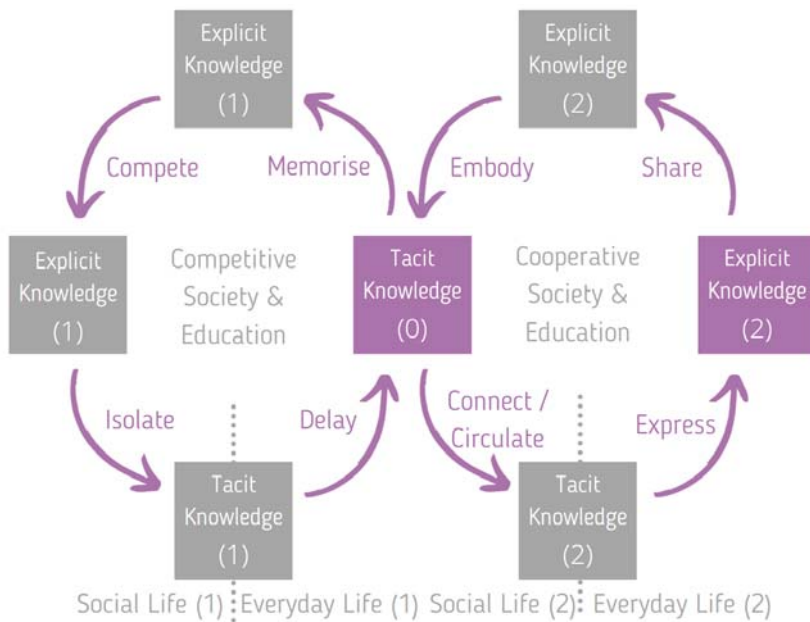 Explicit
Knowledge
(1)
Explicit
Knowledge
(2)
Compete
Memorise
Embody
Share
Explicit
Knowledge
(1)
Competitive
Society &
Education
Tacit
Knowledge
(0)
Cooperative
Society &
Education
Explicit
Knowledge
(2)
Isolate
Delay
Connect /
Circulate
Express
Tacit
Knowledge
(1)
Tacit
Knowledge
(2)
Social Life (1)
Everyday Life (1)
Social Life (2)
Everyday Life (2)